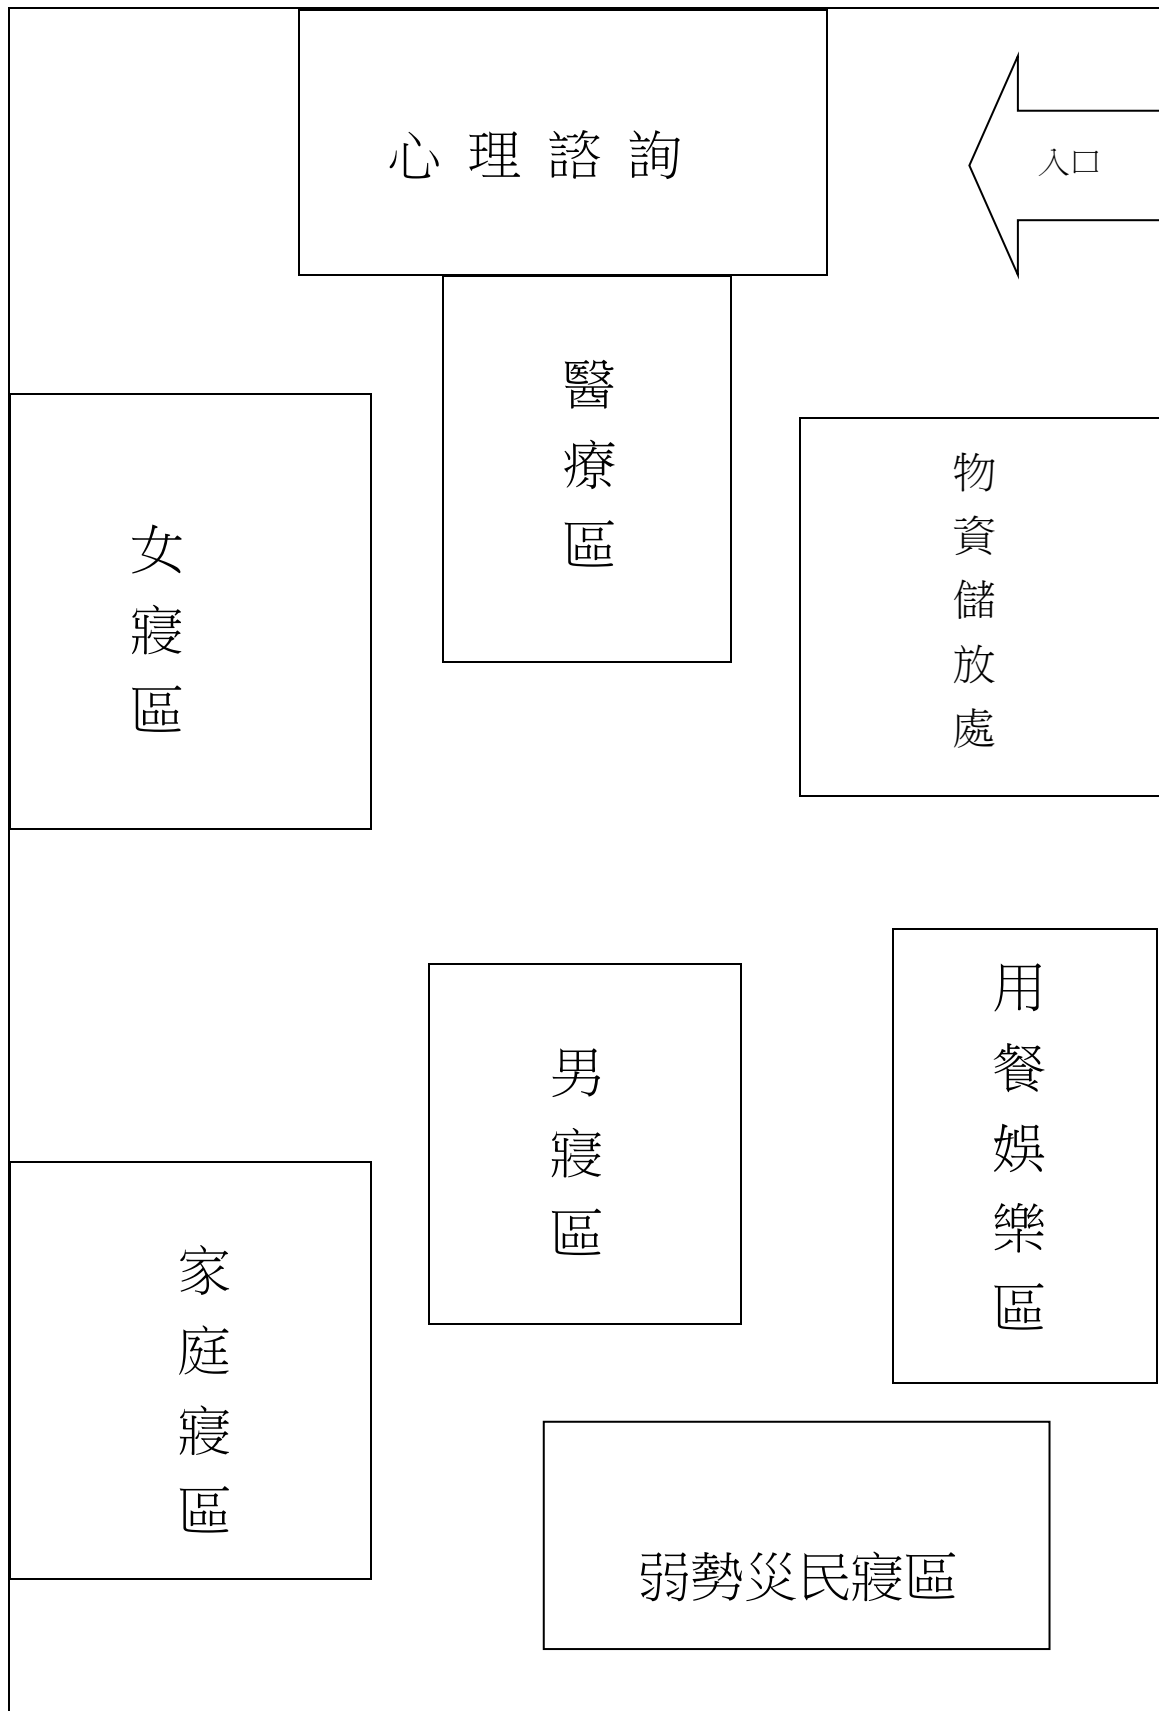 心理諮詢
入口
醫療區
女寢區
物資儲放處
男寢區
用餐娛樂區
家庭寢區
弱勢災民寢區